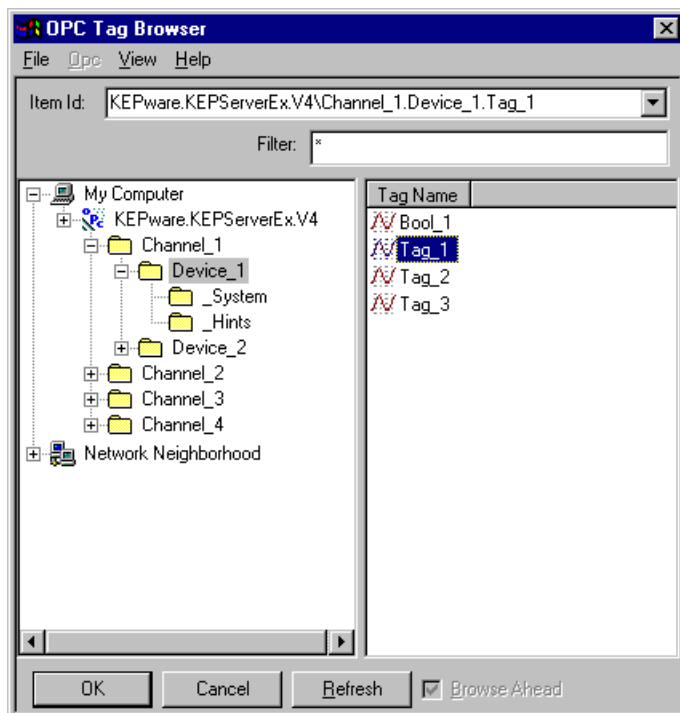 OPC Tag Browser
File Opc View Help
Item Id: KEPware.KEPServerEx.V4\Channel_1.Device_1.Tag_1
Filter: *
My Computer
KEPware.KEPServerEx.V4
Channel_1
Device_1
_System
_Hints
Device_2
Channel_2
Channel_3
Channel_4
Network Neighborhood
Tag Name
Bool_1
Tag_1
Tag_2
Tag_3
OK Cancel Refresh Browse Ahead